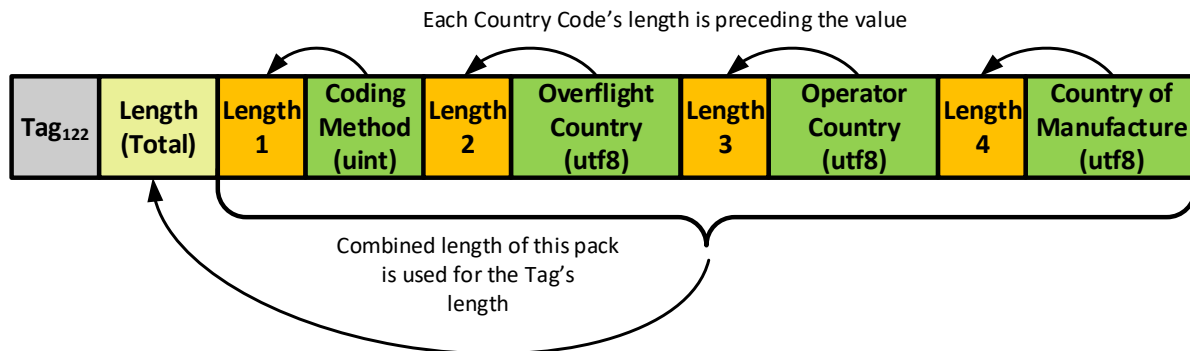 Each Country Code’s length is preceding the value
Tag122
Length
(Total)
Length
1
Coding
Method
(uint)
Length
2
Overflight
Country
(utf8)
Length
3
Operator
Country
(utf8)
Length
4
Country of
Manufacture
(utf8)
Combined length of this pack
is used for the Tag’s
length